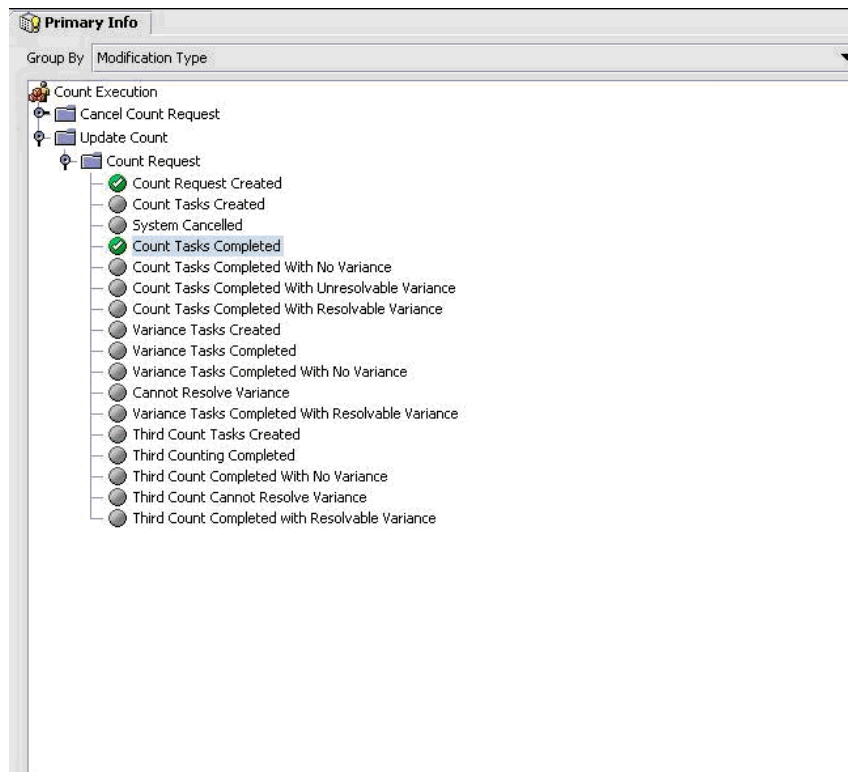 Primary Info
Group By Modification Type
Count Execution
Cancel Count Request
Update Count
Count Request
Count Request Created
Count Tasks Created
System Cancelled
Count Tasks Completed
Count Tasks Completed With No Variance
Count Tasks Completed With Unresolvable Variance
Count Tasks Completed With Resolvable Variance
Variance Tasks Created
Variance Tasks Completed
Variance Tasks Completed With No Variance
Cannot Resolve Variance
Variance Tasks Completed With Resolvable Variance
Third Count Tasks Created
Third Counting Completed
Third Count Completed With No Variance
Third Count Cannot Resolve Variance
Third Count Completed with Resolvable Variance